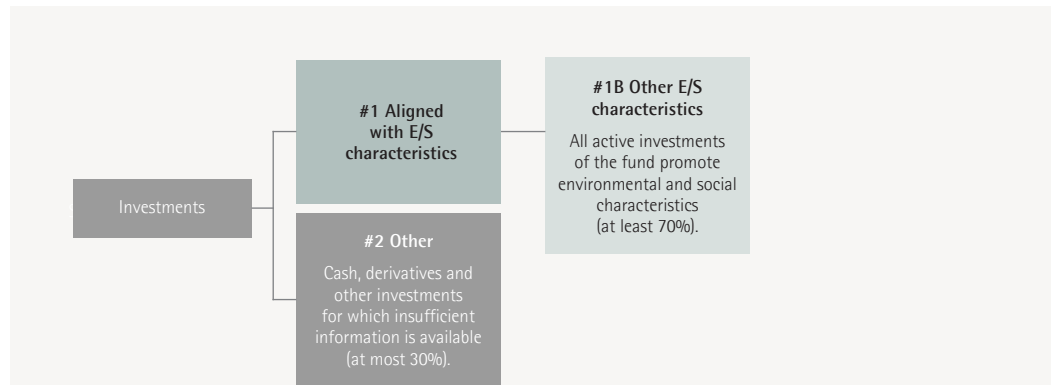 Investments
#1 Aligned
with E/S
characteristics
#1B Other E/S
characteristics
All active investments
of the fund promote
environmental and social
characteristics
(at least 70%).
#2 Other
Cash, derivatives and
other investments
for which insufficient
information is available
(at most 30%).